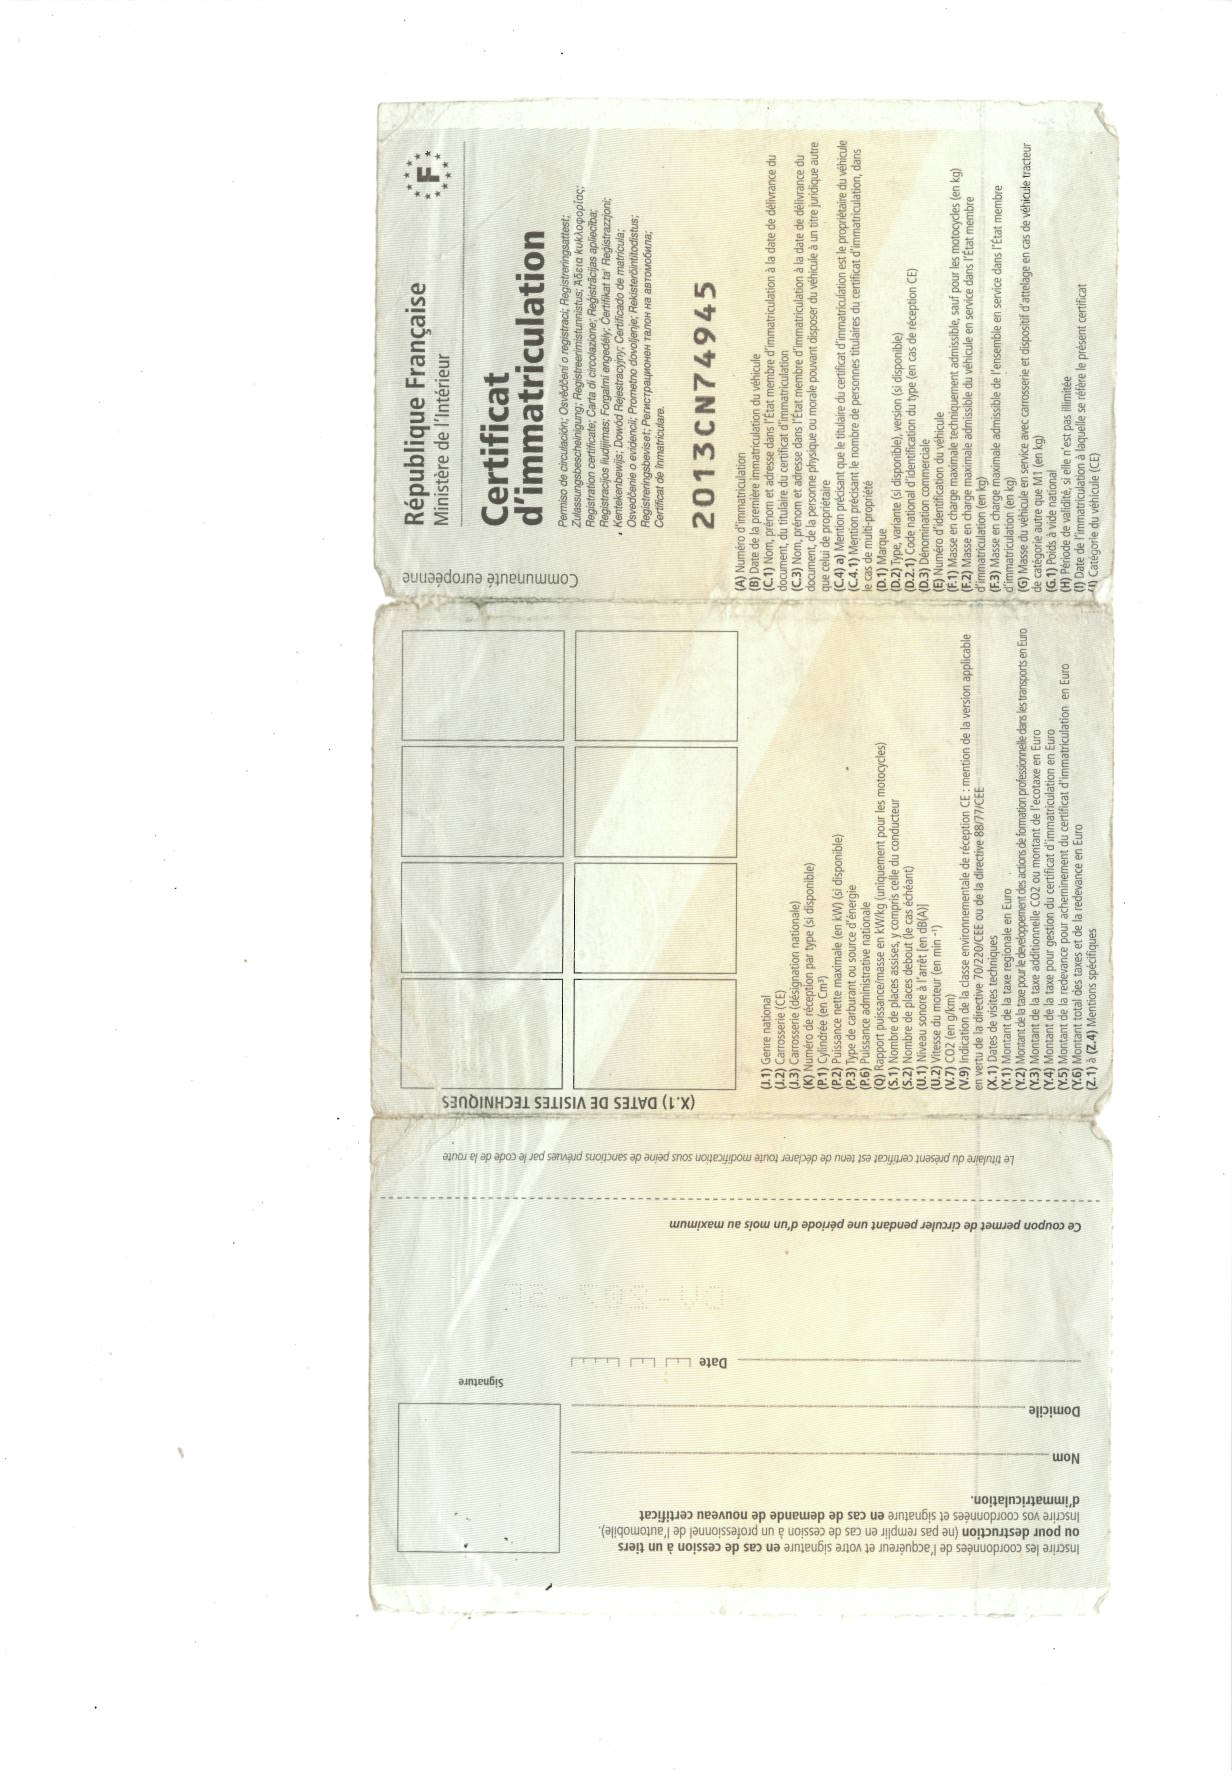 Communauté européenne
République Française
Ministère de l'Intérieur
F
Certificat
d'immatriculation
Permiso de circulación; Osvědčení o registraci; Registreringsattest;
Zulassungsbescheinigung; Registreerimistunnistus; Άδεια κυκλοφορίας;
Registration certificate; Carta di circolazione; Reģistrācijas apliecība;
Registracijos liudijimas; Forgalmi engedély; Ċertifikat ta' Reġistrazzjoni;
Kentekenbewijs; Dowód Rejestracyjny; Certificado de matrícula;
Osvedčenie o evidencii; Prometno dovoljenje; Rekisteröintitodistus;
Registreringsbeviset; Регистрационен талон на автомобила;
Certificat de înmatriculare.
2013CN74945
(A) Numéro d'immatriculation
(B) Date de la première immatriculation du véhicule
(C.1) Nom, prénom et adresse dans l'État membre d'immatriculation à la date de délivrance du
document, du titulaire du certificat d'immatriculation
(C.3) Nom, prénom et adresse dans l'État membre d'immatriculation à la date de délivrance du
document, de la personne physique ou morale pouvant disposer du véhicule à un titre juridique autre
que celui de propriétaire
(C.4) a) Mention précisant que le titulaire du certificat d'immatriculation est le propriétaire du véhicule
(C.4.1) Mention précisant le nombre de personnes titulaires du certificat d'immatriculation, dans
le cas de multi-propriété
(D.1) Marque
(D.2) Type, variante (si disponible), version (si disponible)
(D.2.1) Code national d'identification du type (en cas de réception CE)
(D.3) Dénomination commerciale
(E) Numéro d'identification du véhicule
(F.1) Masse en charge maximale techniquement admissible, sauf pour les motocycles (en kg)
(F.2) Masse en charge maximale admissible du véhicule en service dans l'État membre
d'immatriculation (en kg)
(F.3) Masse en charge maximale admissible de l'ensemble en service dans l'État membre
d'immatriculation (en kg)
(G) Masse du véhicule en service avec carrosserie et dispositif d'attelage en cas de véhicule tracteur
de catégorie autre que M1 (en kg)
(G.1) Poids à vide national
(H) Période de validité, si elle n'est pas illimitée
(I) Date de l'immatriculation à laquelle se réfère le présent certificat
(J) Catégorie du véhicule (CE)
(X.1) DATES DE VISITES TECHNIQUES
(J.1) Genre national
(J.2) Carrosserie (CE)
(J.3) Carrosserie (désignation nationale)
(K) Numéro de réception par type (si disponible)
(P.1) Cylindrée (en Cm³)
(P.2) Puissance nette maximale (en kW) (si disponible)
(P.3) Type de carburant ou source d'énergie
(P.6) Puissance administrative nationale
(Q) Rapport puissance/masse en kW/kg (uniquement pour les motocycles)
(S.1) Nombre de places assises, y compris celle du conducteur
(S.2) Nombre de places debout (le cas échéant)
(U.1) Niveau sonore à l'arrêt [en dB(A)]
(U.2) Vitesse du moteur (en min -¹)
(V.7) CO2 (en g/km)
(V.9) Indication de la classe environnementale de réception CE : mention de la version applicable
en vertu de la directive 70/220/CEE ou de la directive 88/77/CEE
(X.1) Dates de visites techniques
(Y.1) Montant de la taxe regionale en Euro
(Y.2) Montant de la taxe pour le developpement des actions de formation professionnelle dans les transports en Euro
(Y.3) Montant de la taxe additionnelle CO2 ou montant de l'ecotaxe en Euro
(Y.4) Montant de la taxe pour gestion du certificat d'immatriculation en Euro
(Y.5) Montant de la redevance pour acheminement du certificat d'immatriculation en Euro
(Y.6) Montant total des taxes et de la redevance en Euro
(Z.1) à (Z.4) Mentions spécifiques
Inscrire les coordonnées de l'acquéreur et votre signature en cas de cession à un tiers
ou pour destruction (ne pas remplir en cas de cession à un professionnel de l'automobile).
Inscrire vos coordonnées et signature en cas de demande de nouveau certificat
d'immatriculation.
Nom
Domicile
Date
Signature
Ce coupon permet de circuler pendant une période d'un mois au maximum
Le titulaire du présent certificat est tenu de déclarer toute modification sous peine de sanctions prévues par le code de la route